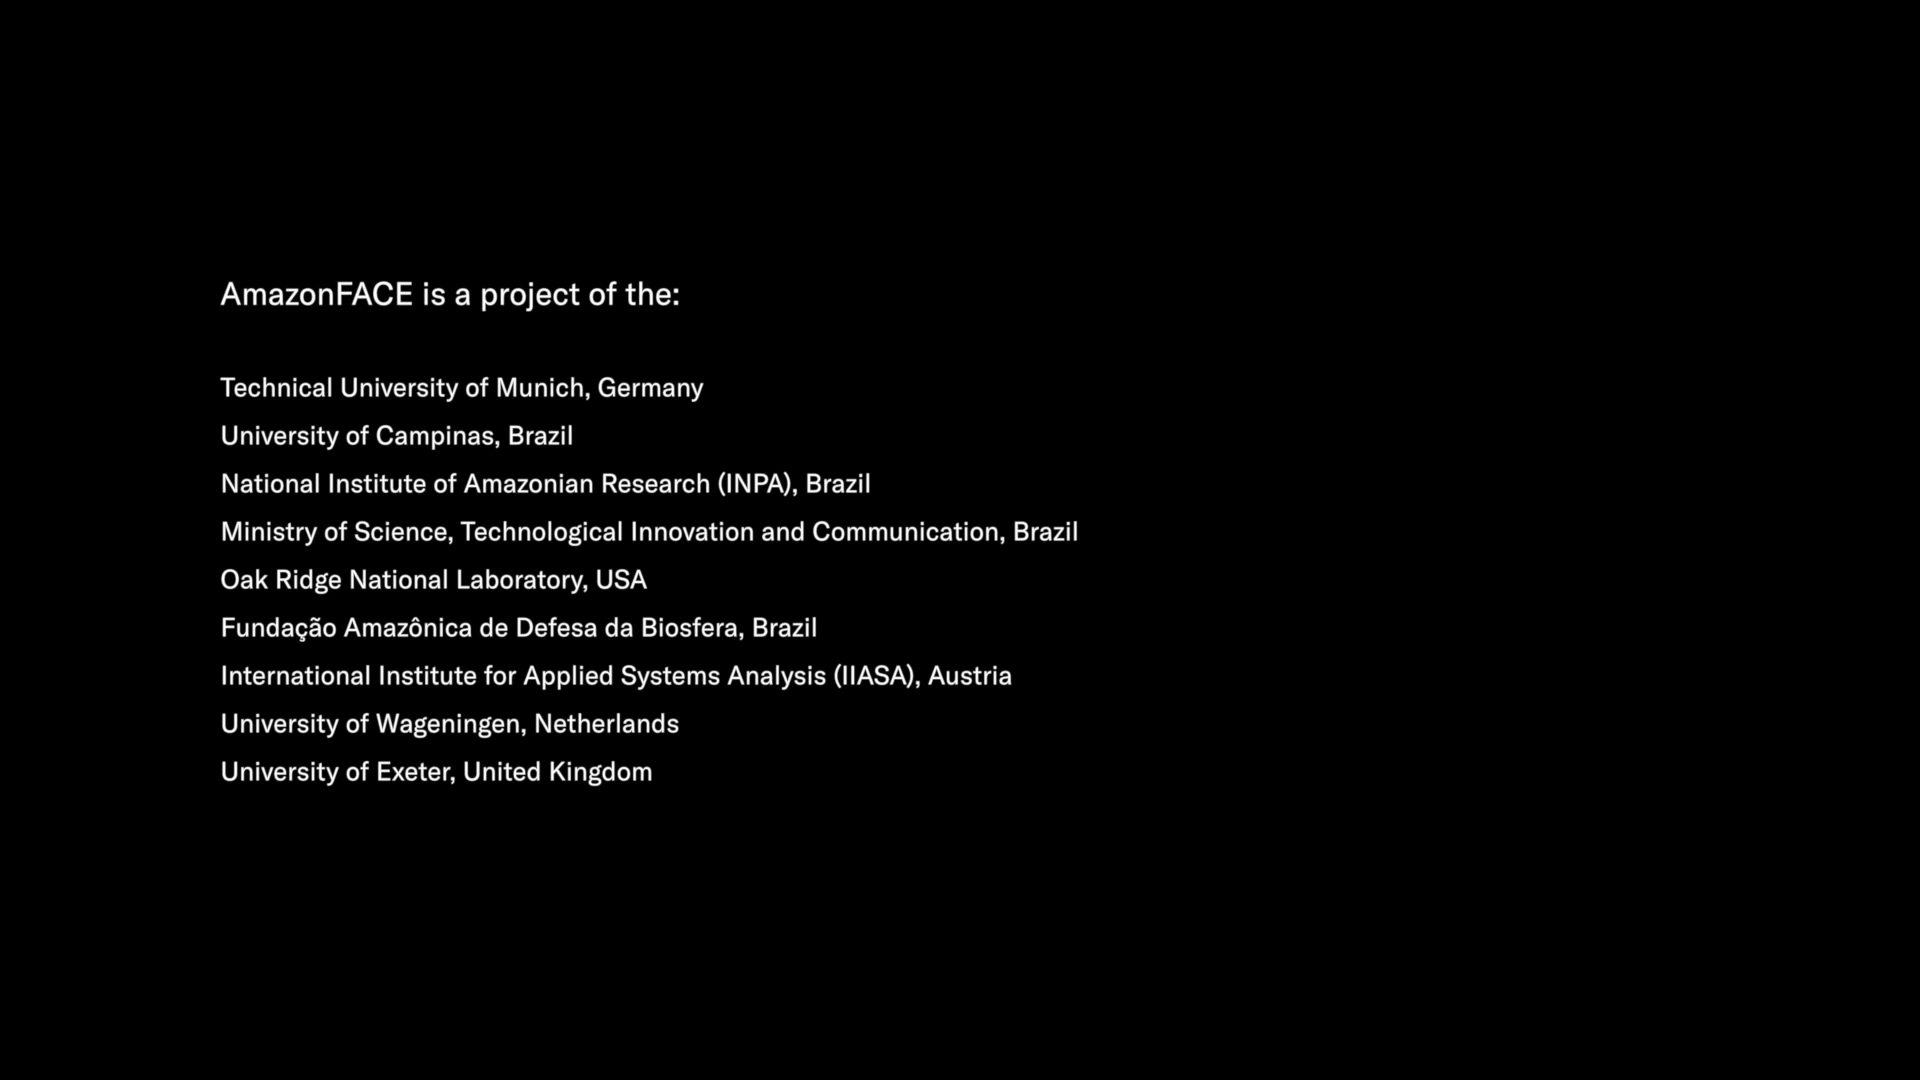 AmazonFACE is a project of the:
Technical University of Munich, Germany
University of Campinas, Brazil
National Institute of Amazonian Research (INPA), Brazil
Ministry of Science, Technological Innovation and Communication, Brazil
Oak Ridge National Laboratory, USA
Fundação Amazônica de Defesa da Biosfera, Brazil
International Institute for Applied Systems Analysis (IIASA), Austria
University of Wageningen, Netherlands
University of Exeter, United Kingdom